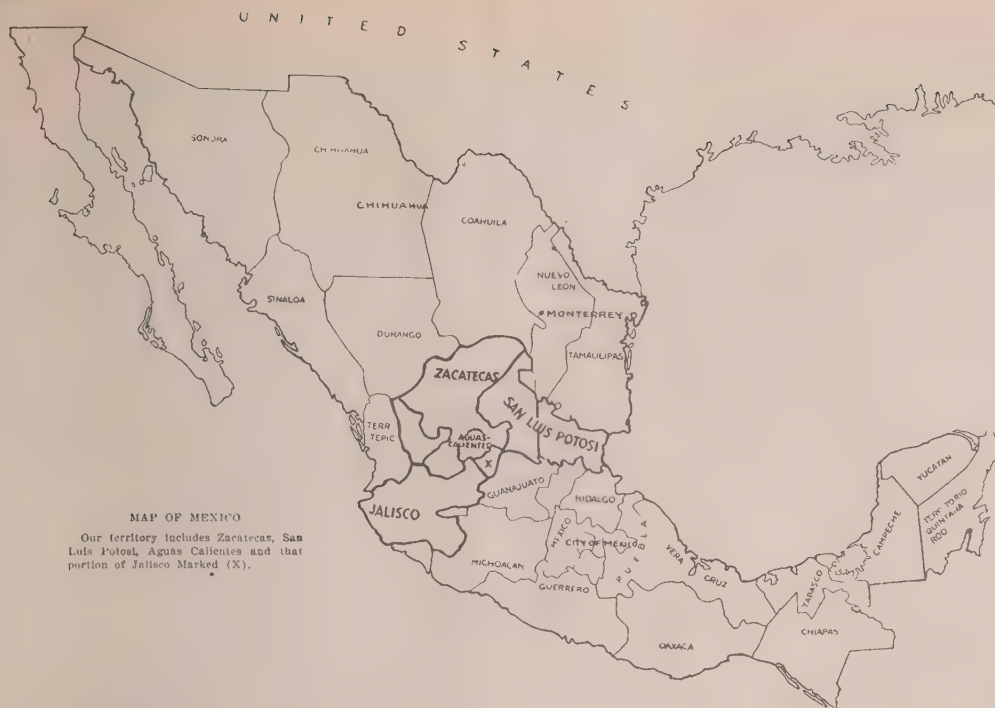 UNITED STATES
SONORA
CHIHUAHUA
CHIHUAHUA
COAHUILA
NUEVO
LEON
SINALOA
MONTERREY
DURANGO
TAMAULIPAS
ZACATECAS
SAN LUIS POTOSI
TERR
TEPIC
AGUAS-
CALIENTES
X
JALISCO
GUANAJUATO
HIDALGO
MEXICO
CITY OF MEXICO
PUEBLA
VERA
CRUZ
MICHOACAN
GUERRERO
OAXACA
TABASCO
CHIAPAS
CAMPECHE
YUCATAN
TERRITORIO
QUINTANA
ROO
MAP OF MEXICO
Our territory includes Zacatecas, San
Luis Potosi, Aguas Calientes and that
portion of Jalisco Marked (X).